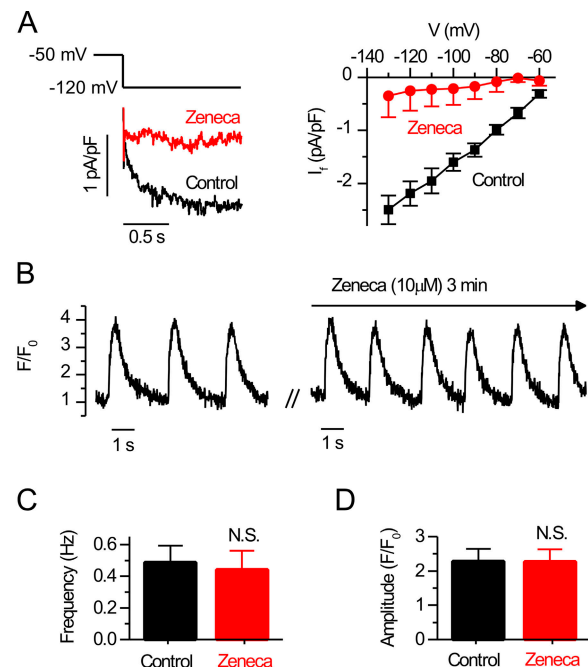 A
-50 mV
-120 mV
Zeneca
1 pA/pF
Control
0.5 s
V (mV)
-140 -120 -100 -80 -60
0
-1
-2
I_f (pA/pF)
Zeneca
Control
B
Zeneca (10μM) 3 min
4
3
2
1
F/F₀
//
1 s
1 s
C
Frequency (Hz)
0.6
0.4
0.2
0.0
N.S.
Control Zeneca
D
Amplitude (F/F₀)
3
2
1
0
N.S.
Control Zeneca